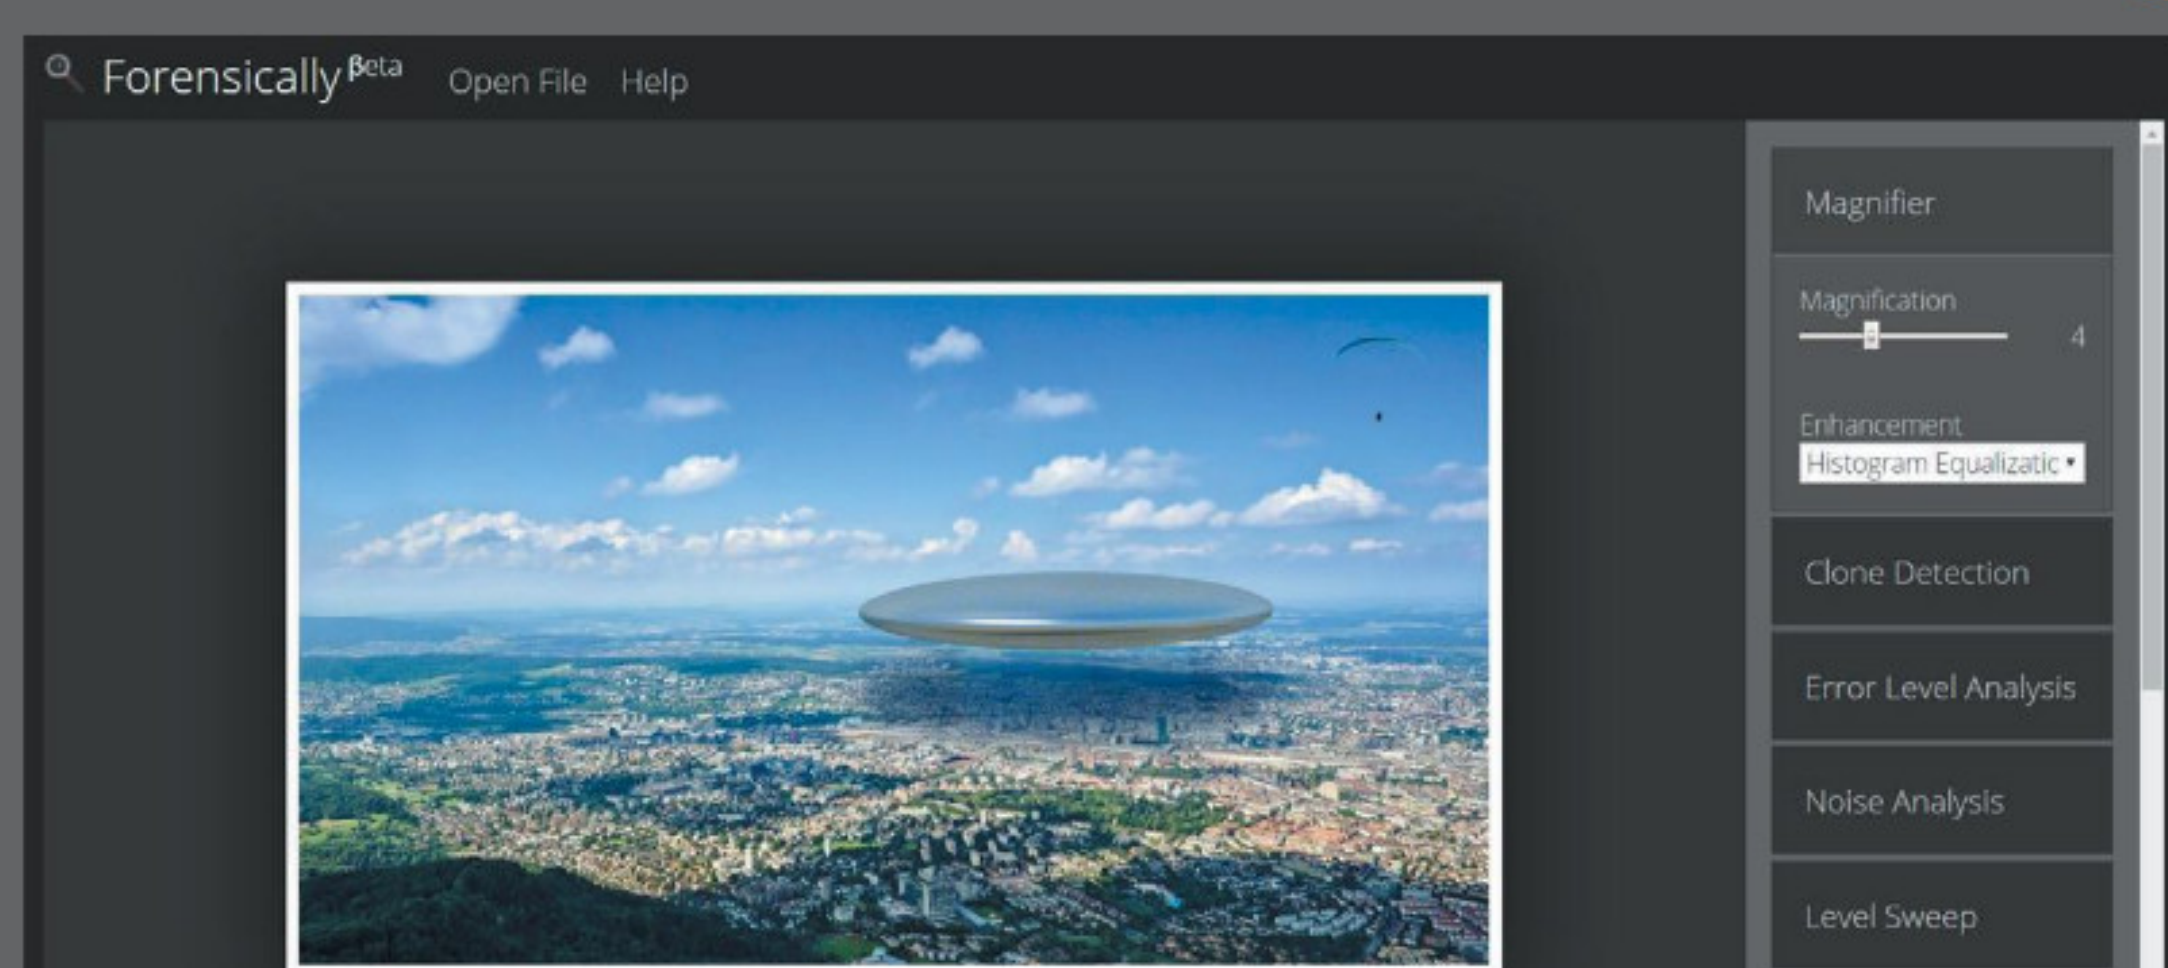 Forensically βeta Open File Help
Magnifier
Magnification
4
Enhancement
Histogram Equalizatic
Clone Detection
Error Level Analysis
Noise Analysis
Level Sweep